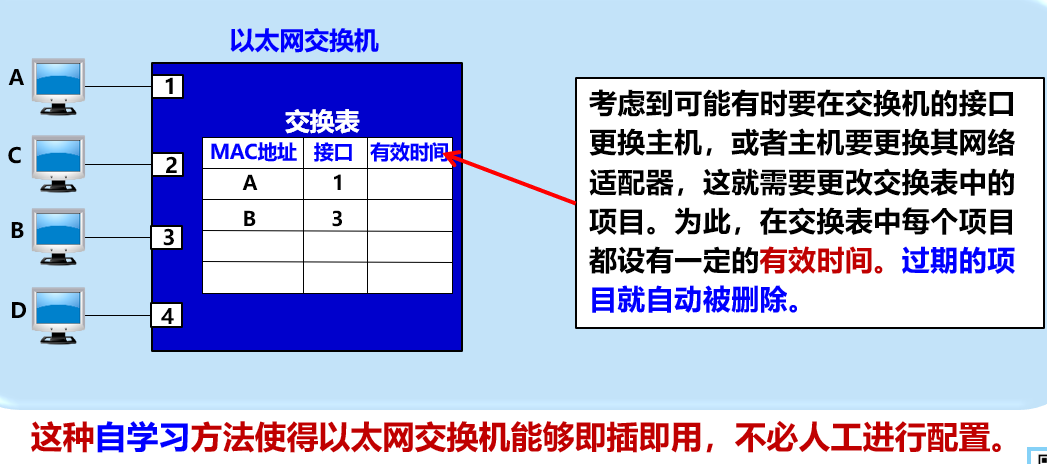 以太网交换机
A
C
B
D
1
2
3
4
交换表
MAC地址 接口 有效时间
A 1
B 3
考虑到可能有时要在交换机的接口
更换主机，或者主机要更换其网络
适配器，这就需要更改交换表中的
项目。为此，在交换表中每个项目
都设有一定的有效时间。过期的项
目就自动被删除。
这种自学习方法使得以太网交换机能够即插即用，不必人工进行配置。